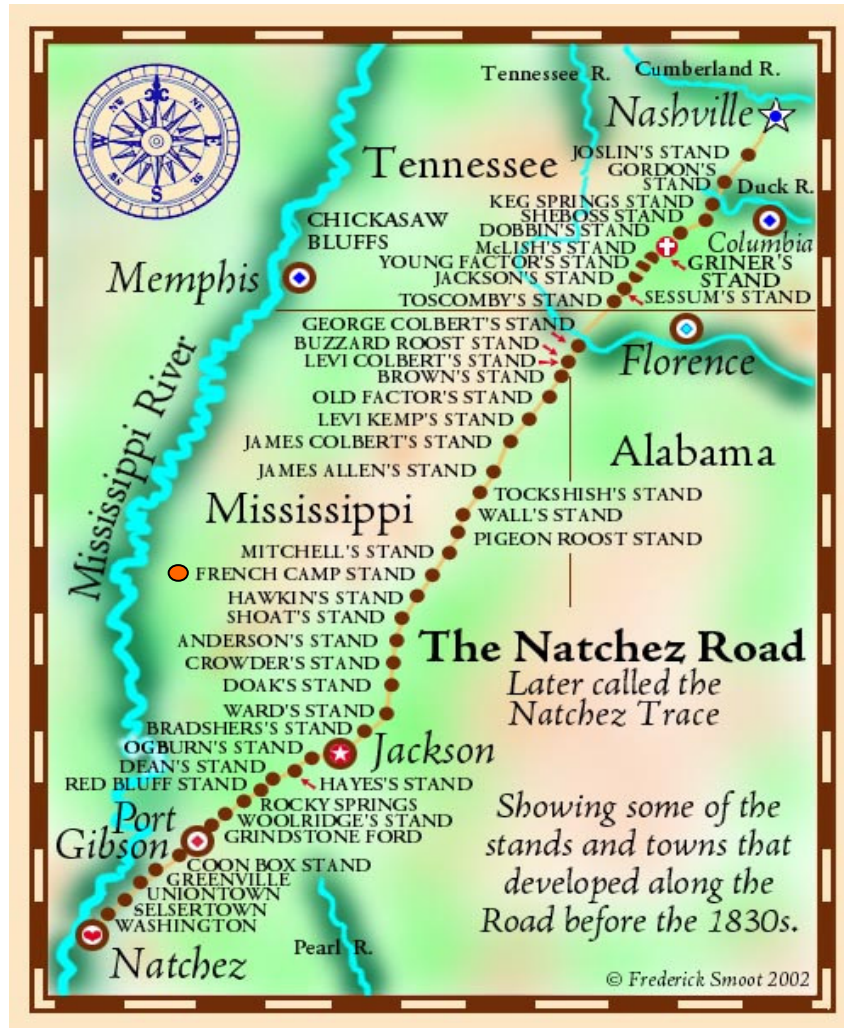 Tennessee R.
Cumberland R.
Nashville
JOSLIN'S STAND
GORDON'S
STAND
Duck R.
Tennessee
KEG SPRINGS STAND
SHEBOSS STAND
DOBBIN'S STAND
Columbia
McLISH'S STAND
GRINER'S
STAND
YOUNG FACTOR'S STAND
JACKSON'S STAND
SESSUM'S STAND
TOSCOMBY'S STAND
N
NE
E
SE
S
SW
W
NW
CHICKASAW
BLUFFS
Memphis
GEORGE COLBERT'S STAND
BUZZARD ROOST STAND
LEVI COLBERT'S STAND
Florence
BROWN'S STAND
OLD FACTOR'S STAND
LEVI KEMP'S STAND
JAMES COLBERT'S STAND
Alabama
JAMES ALLEN'S STAND
Mississippi River
TOCKSHISH'S STAND
Mississippi
WALL'S STAND
PIGEON ROOST STAND
MITCHELL'S STAND
FRENCH CAMP STAND
HAWKIN'S STAND
SHOAT'S STAND
ANDERSON'S STAND
CROWDER'S STAND
DOAK'S STAND
The Natchez Road
Later called the
Natchez Trace
WARD'S STAND
BRADSHERS'S STAND
OGBURN'S STAND
Jackson
DEAN'S STAND
RED BLUFF STAND
HAYES'S STAND
ROCKY SPRINGS
WOOLRIDGE'S STAND
GRINDSTONE FORD
Port
Gibson
COON BOX STAND
GREENVILLE
UNIONTOWN
SELSERTOWN
WASHINGTON
Natchez
Pearl R.
Showing some of the
stands and towns that
developed along the
Road before the 1830s.
© Frederick Smoot 2002